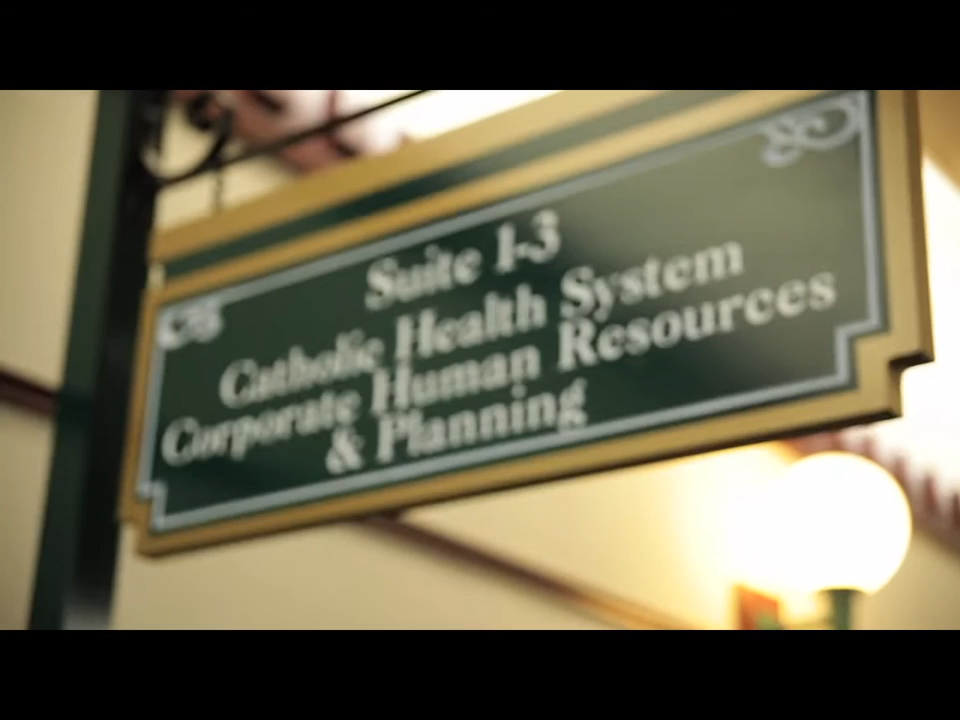 Suite 1-3
Catholic Health System
Corporate Human Resources
& Planning